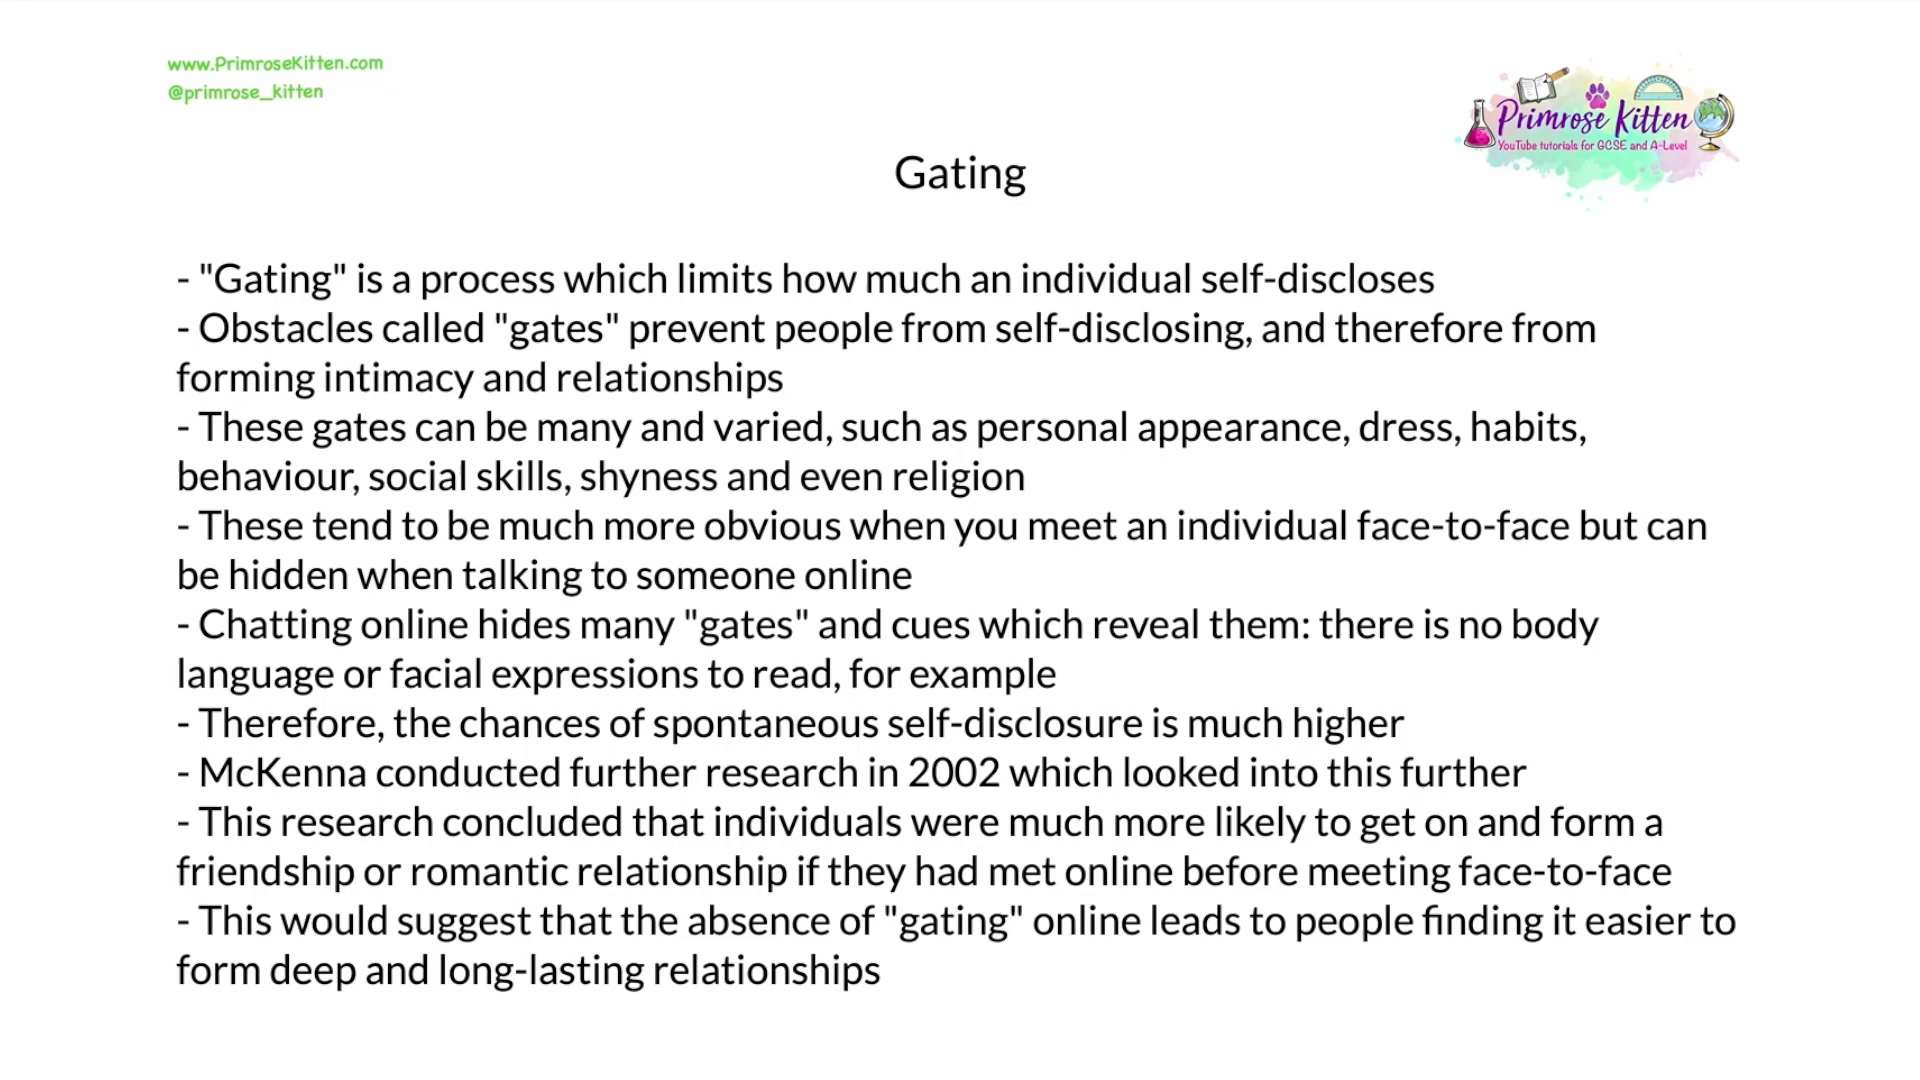 www.PrimroseKitten.com
@primrose_kitten
Primrose Kitten
YouTube tutorials for GCSE and A-Level
Gating
- "Gating" is a process which limits how much an individual self-discloses
- Obstacles called "gates" prevent people from self-disclosing, and therefore from
forming intimacy and relationships
- These gates can be many and varied, such as personal appearance, dress, habits,
behaviour, social skills, shyness and even religion
- These tend to be much more obvious when you meet an individual face-to-face but can
be hidden when talking to someone online
- Chatting online hides many "gates" and cues which reveal them: there is no body
language or facial expressions to read, for example
- Therefore, the chances of spontaneous self-disclosure is much higher
- McKenna conducted further research in 2002 which looked into this further
- This research concluded that individuals were much more likely to get on and form a
friendship or romantic relationship if they had met online before meeting face-to-face
- This would suggest that the absence of "gating" online leads to people finding it easier to
form deep and long-lasting relationships